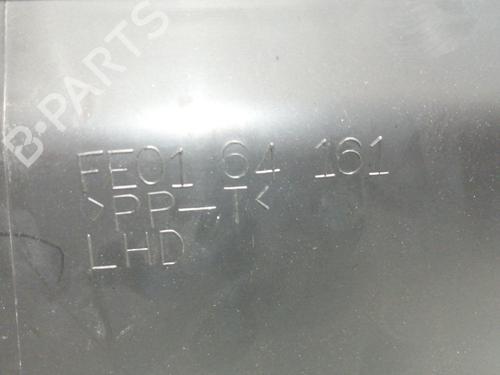 B-PARTS
FE01 64 161
>PP-T<
LHD